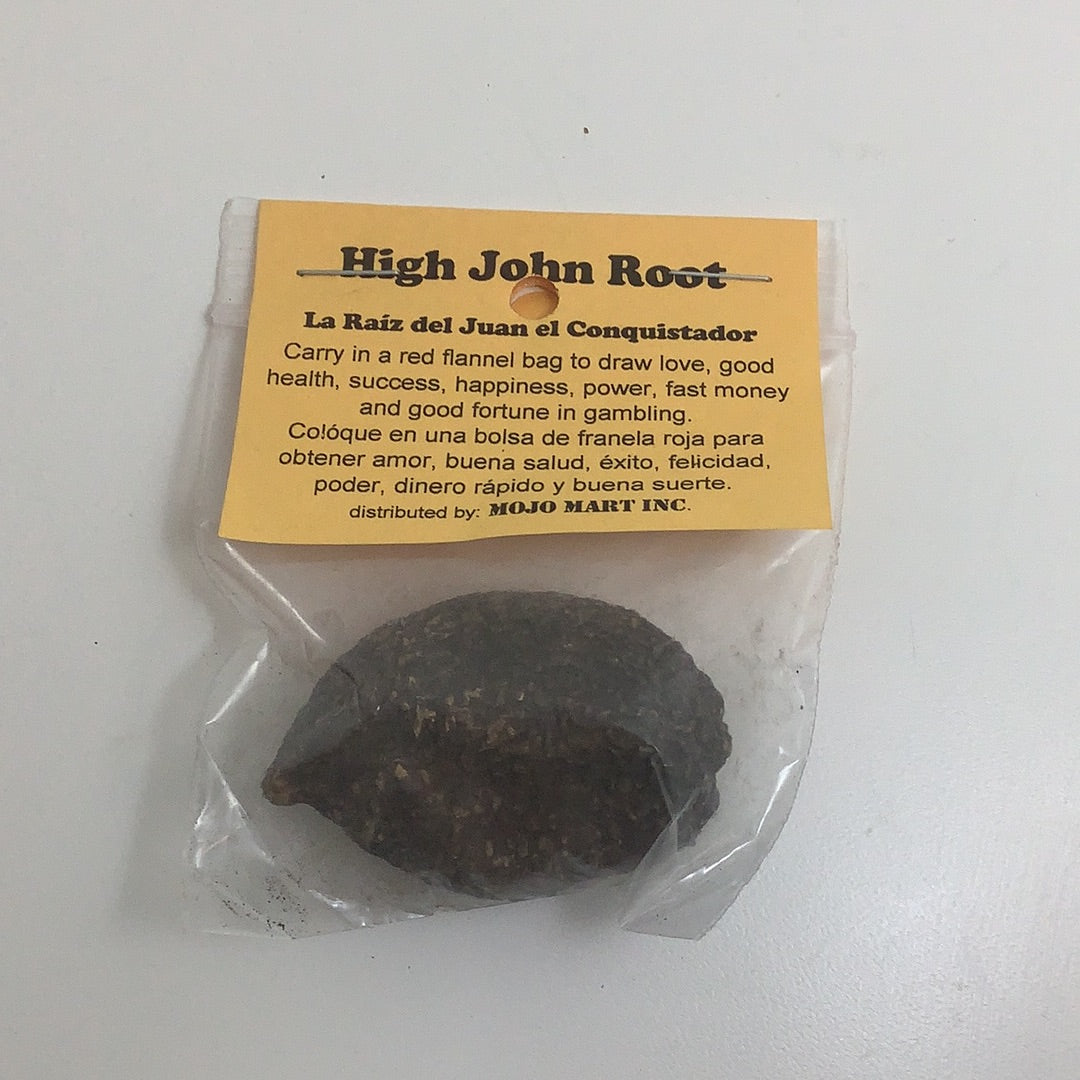 High John Root
La Raíz del Juan el Conquistador
Carry in a red flannel bag to draw love, good
health, success, happiness, power, fast money
and good fortune in gambling.
Colóque en una bolsa de franela roja para
obtener amor, buena salud, éxito, felicidad,
poder, dinero rápido y buena suerte.
distributed by: MOJO MART INC.